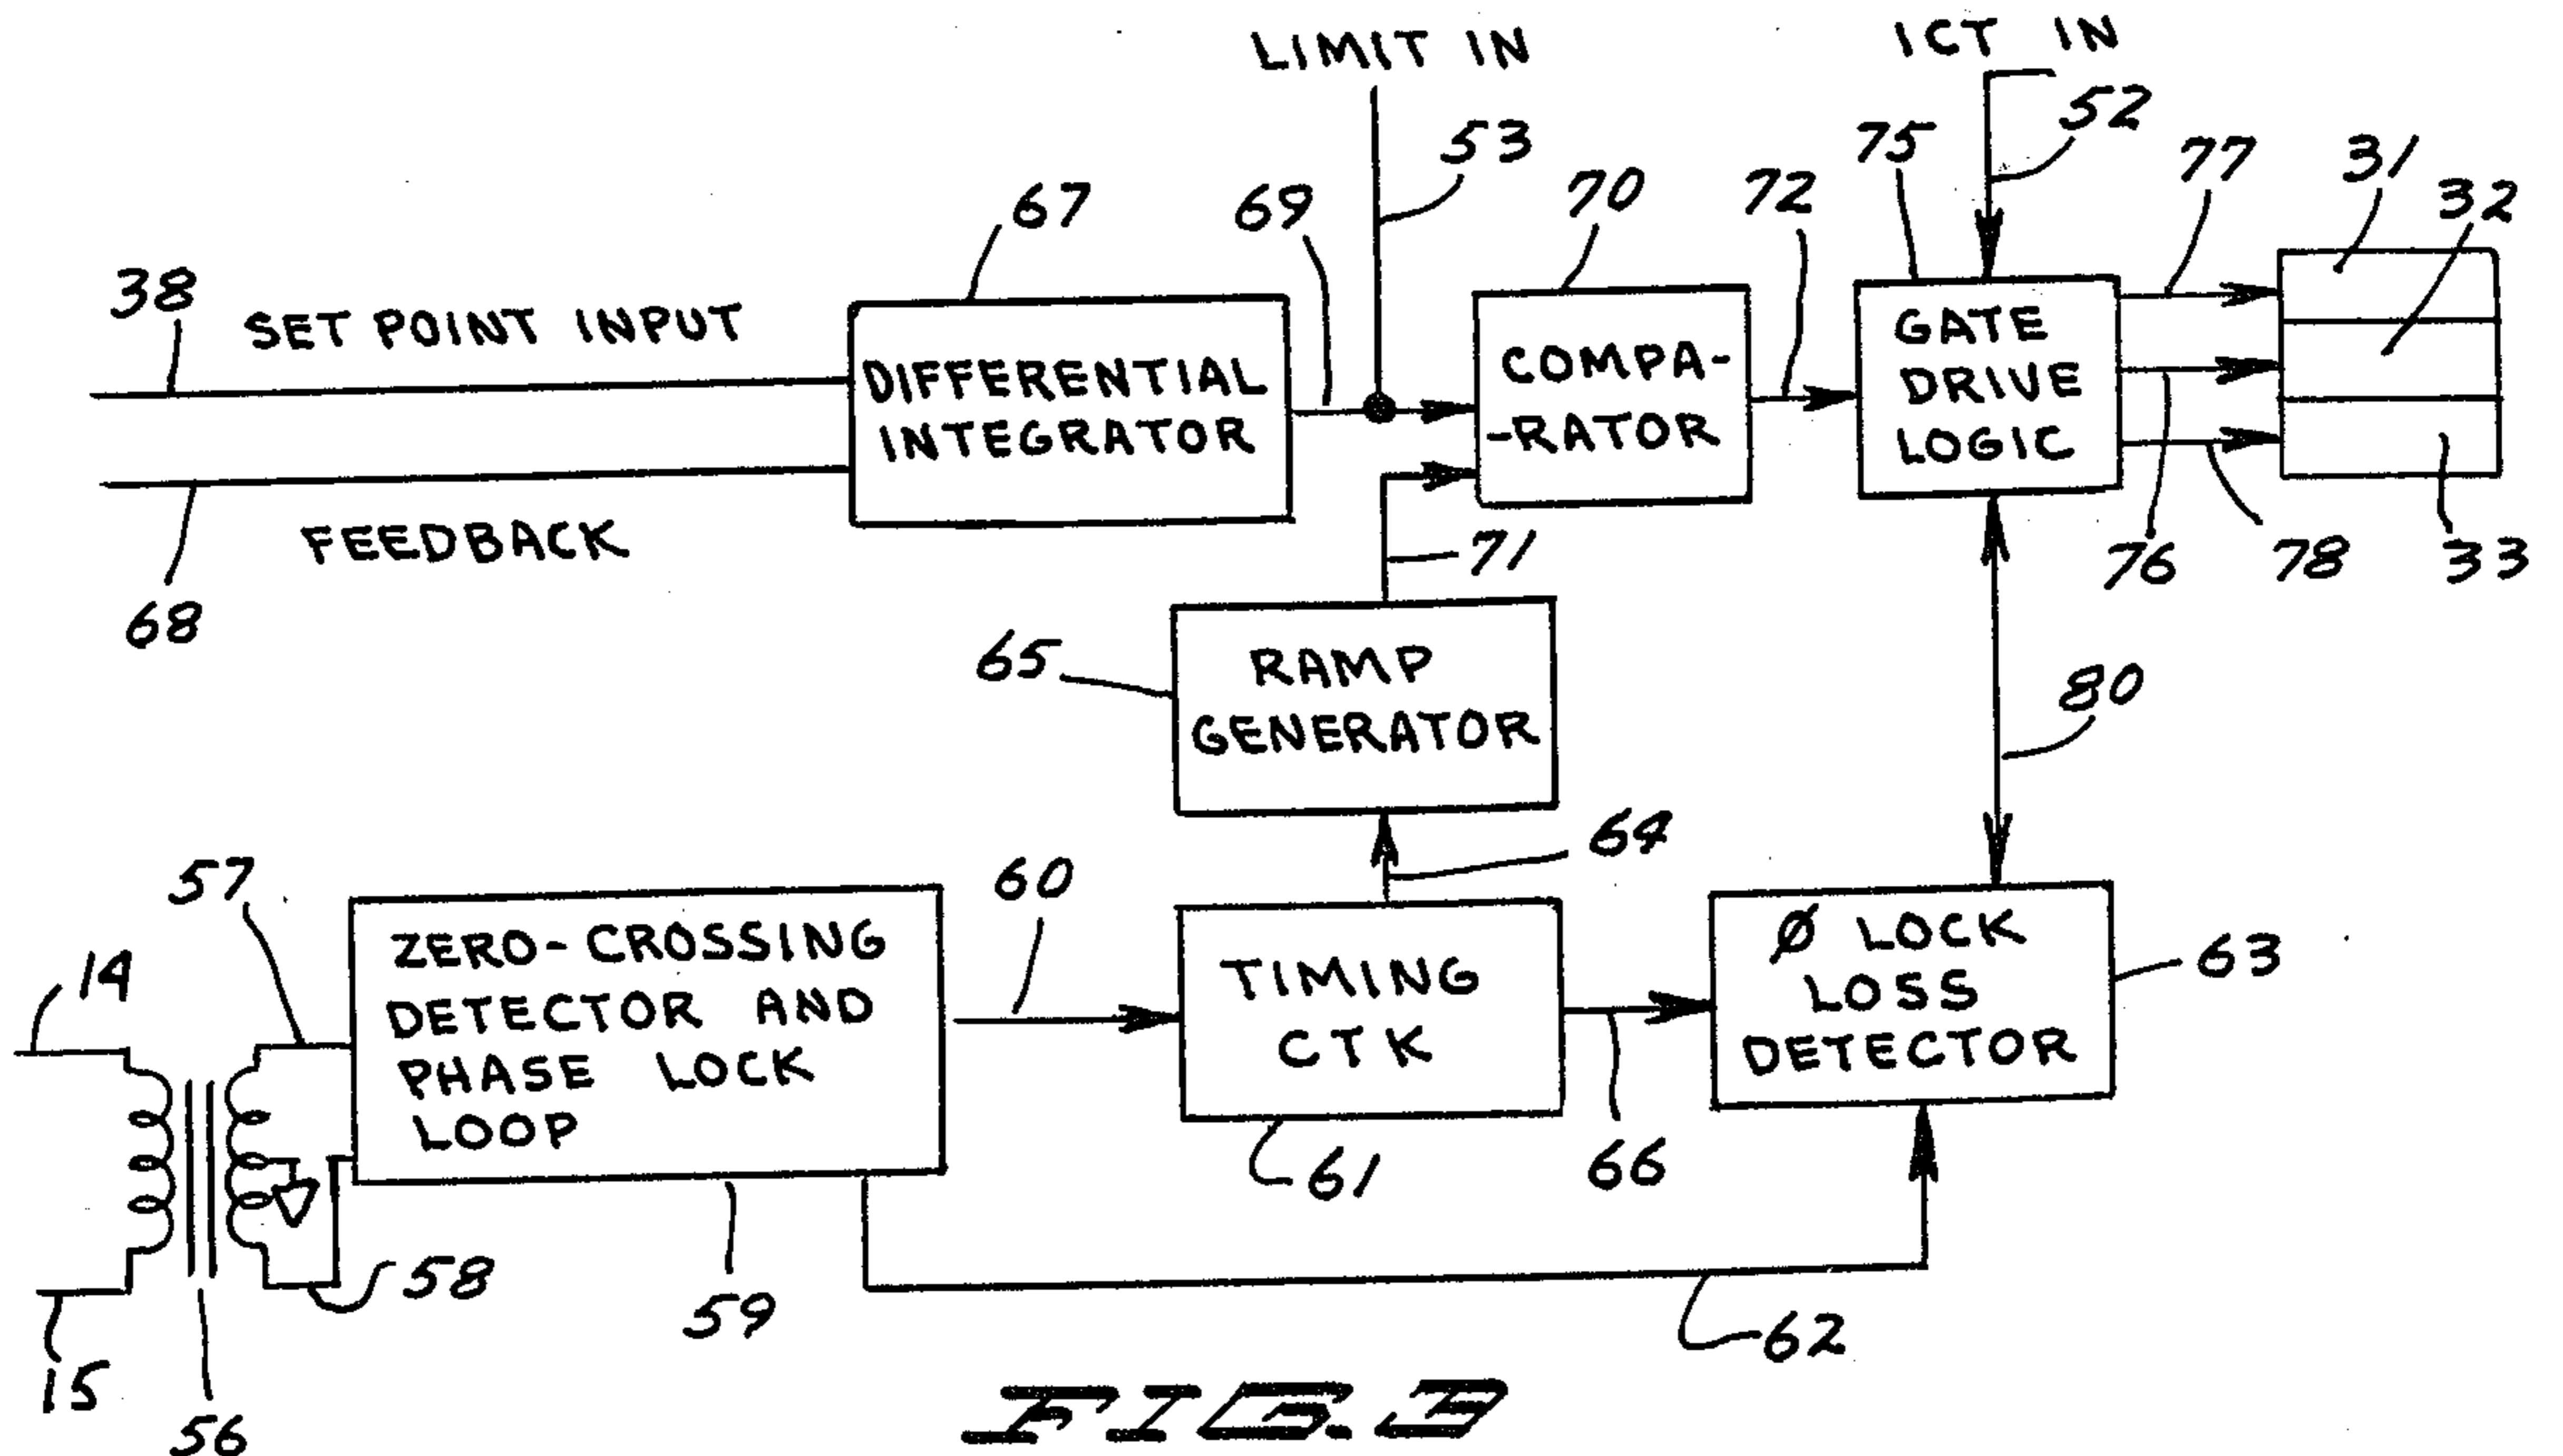 LIMIT IN
ICT IN
53
52
75
77
31
32
67
69
70
72
38
SET POINT INPUT
DIFFERENTIAL
INTEGRATOR
COMPA-
-RATOR
GATE
DRIVE
LOGIC
FEEDBACK
68
71
76
78
33
65
RAMP
GENERATOR
80
64
57
60
14
ZERO-CROSSING
DETECTOR AND
PHASE LOCK
LOOP
TIMING
CTK
Ø LOCK
LOSS
DETECTOR
63
58
59
61
66
62
15
56
FIG. 3